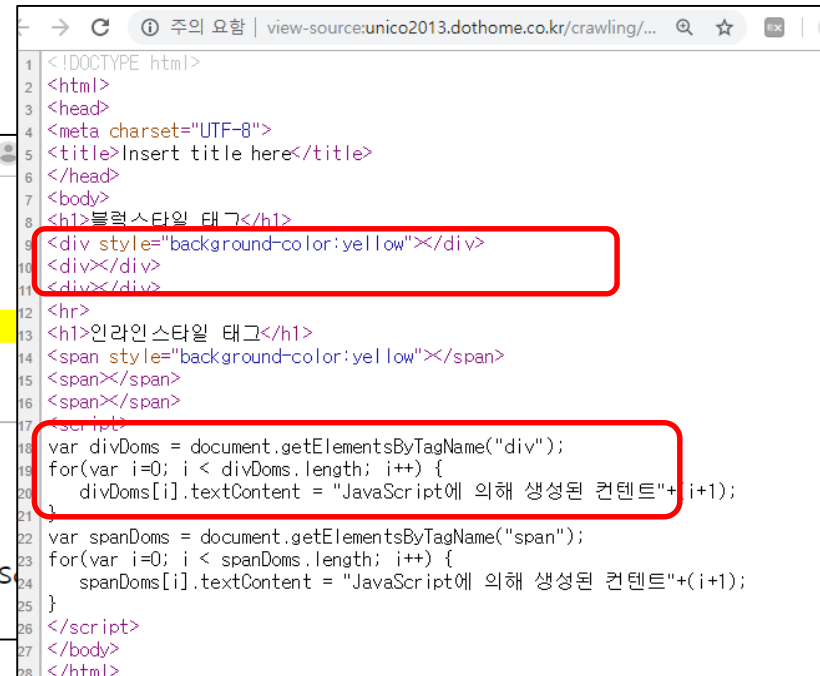 주의 요함 | view-source:unico2013.dothome.co.kr/crawling/...
1 <!DOCTYPE html>
2 <html>
3 <head>
4 <meta charset="UTF-8">
5 <title>Insert title here</title>
6 </head>
7 <body>
8 <h1>블럭스타일 태그</h1>
9 <div style="background-color:yellow"></div>
10 <div></div>
11 <div></div>
12 <hr>
13 <h1>인라인스타일 태그</h1>
14 <span style="background-color:yellow"></span>
15 <span></span>
16 <span></span>
17 <script>
18 var divDoms = document.getElementsByTagName("div");
19 for(var i=0; i < divDoms.length; i++) {
20 divDoms[i].textContent = "JavaScript에 의해 생성된 컨텐트"+(i+1);
21 }
22 var spanDoms = document.getElementsByTagName("span");
23 for(var i=0; i < spanDoms.length; i++) {
24 spanDoms[i].textContent = "JavaScript에 의해 생성된 컨텐트"+(i+1);
25 }
26 </script>
27 </body>
28 </html>